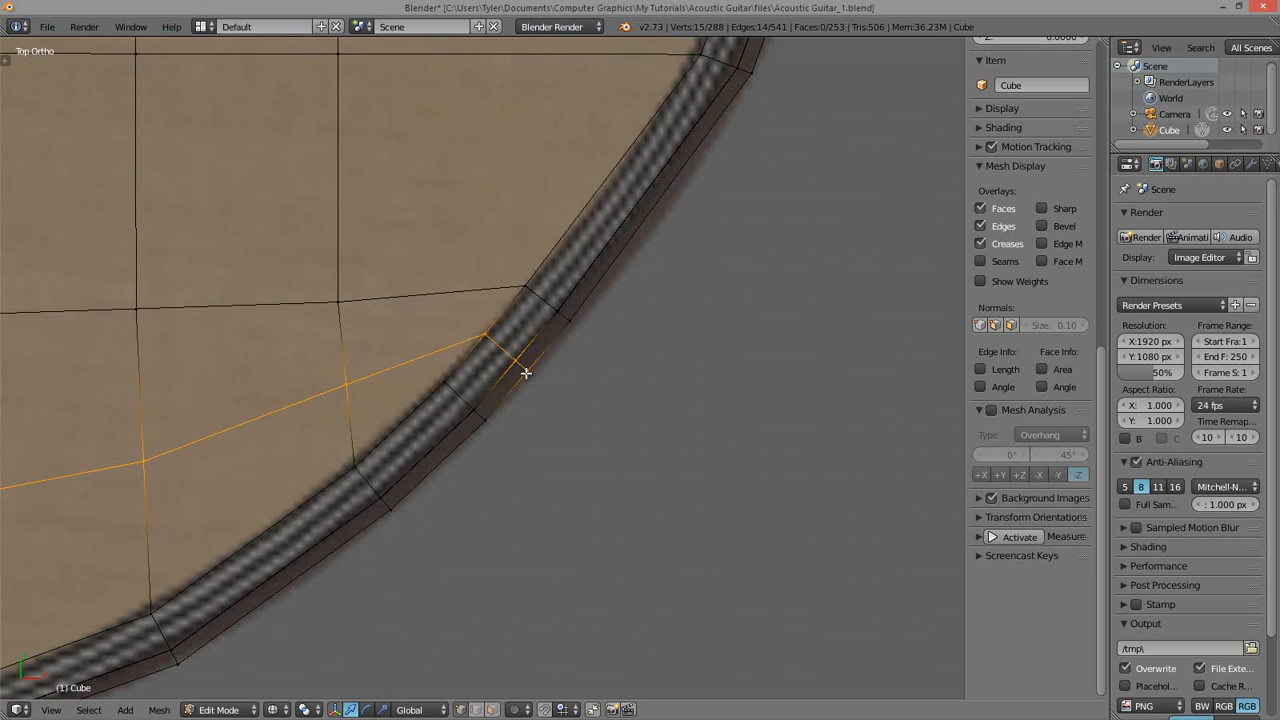 Blender* [C:\Users\Tyler\Documents\Computer Graphics\My Tutorials\Acoustic Guitar\files\Acoustic Guitar_1.blend]
File Render Window Help Default Scene Blender Render v2.73 | Verts:15/288 | Edges:14/541 | Faces:0/253 | Tris:506 | Mem:36.23M | Cube
Top Ortho
Z: 0.0000
Item
Cube
Display
Shading
Motion Tracking
Mesh Display
Overlays:
Faces Sharp
Edges Bevel
Creases Edge M
Seams Face M
Show Weights
Normals:
Size: 0.10
Edge Info: Face Info:
Length Area
Angle Angle
Mesh Analysis
Type: Overhang
0° 45°
+X +Y +Z -X -Y -Z
Background Images
Transform Orientations
Activate Measure
Screencast Keys
View Search All Scenes
Scene
RenderLayers
World
Camera
Cube
Scene
Render
Render Animati Audio
Display: Image Editor
Dimensions
Render Presets
Resolution: Frame Range:
X:1920 px Start Fra:1
Y:1080 px End F: 250
50% Frame S: 1
Aspect Ratio: Frame Rate:
X: 1.000 24 fps
Y: 1.000 Time Remap...
B C 10 10
Anti-Aliasing
5 8 11 16 Mitchell-N...
Full Sam... : 1.000 px
Sampled Motion Blur
Shading
Performance
Post Processing
Stamp
Output
/tmp\
Overwrite File Exte...
Placehol... Cache R...
PNG BW RGB RGB
(1) Cube
View Select Add Mesh Edit Mode Global